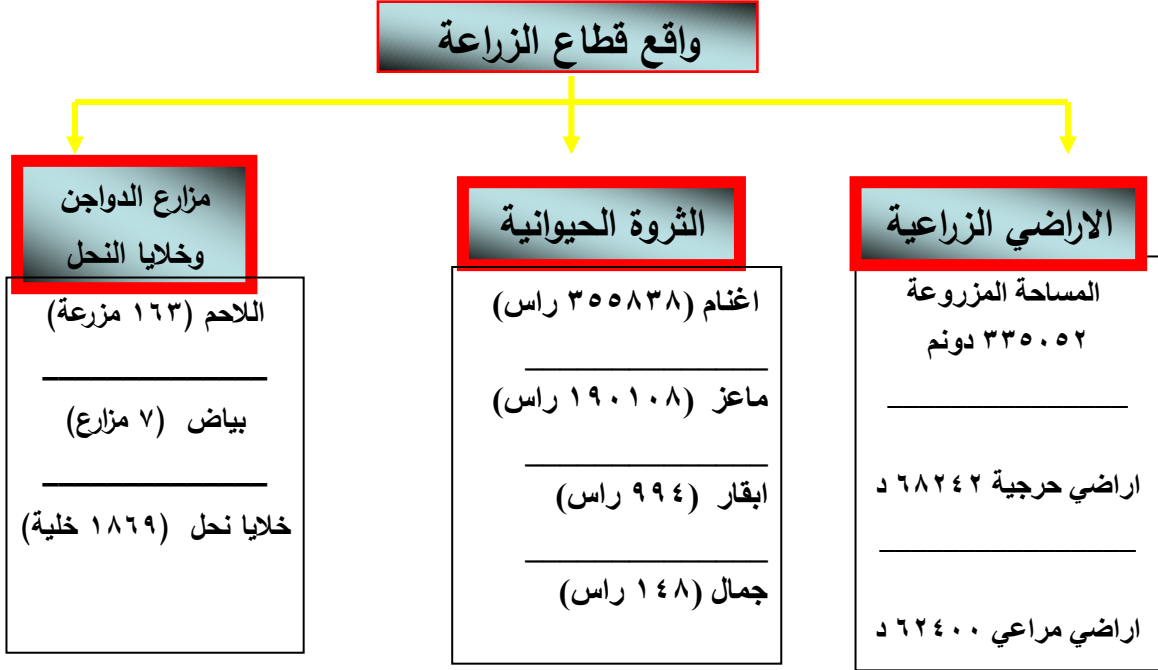 واقع قطاع الزراعة
الاراضي الزراعية
المساحة المزروعة
٣٣٥٠٥٢ دونم
اراضي حرجية ٦٨٢٤٢ د
اراضي مراعي ٦٢٤٠٠ د
الثروة الحيوانية
اغنام (٣٥٥٨٣٨ راس)
ماعز (١٩٠١٠٨ راس)
ابقار (٩٩٤ راس)
جمال (١٤٨ راس)
مزارع الدواجن
وخلايا النحل
اللاحم (١٦٣ مزرعة)
بياض (٧ مزارع)
خلايا نحل (١٨٦٩ خلية)